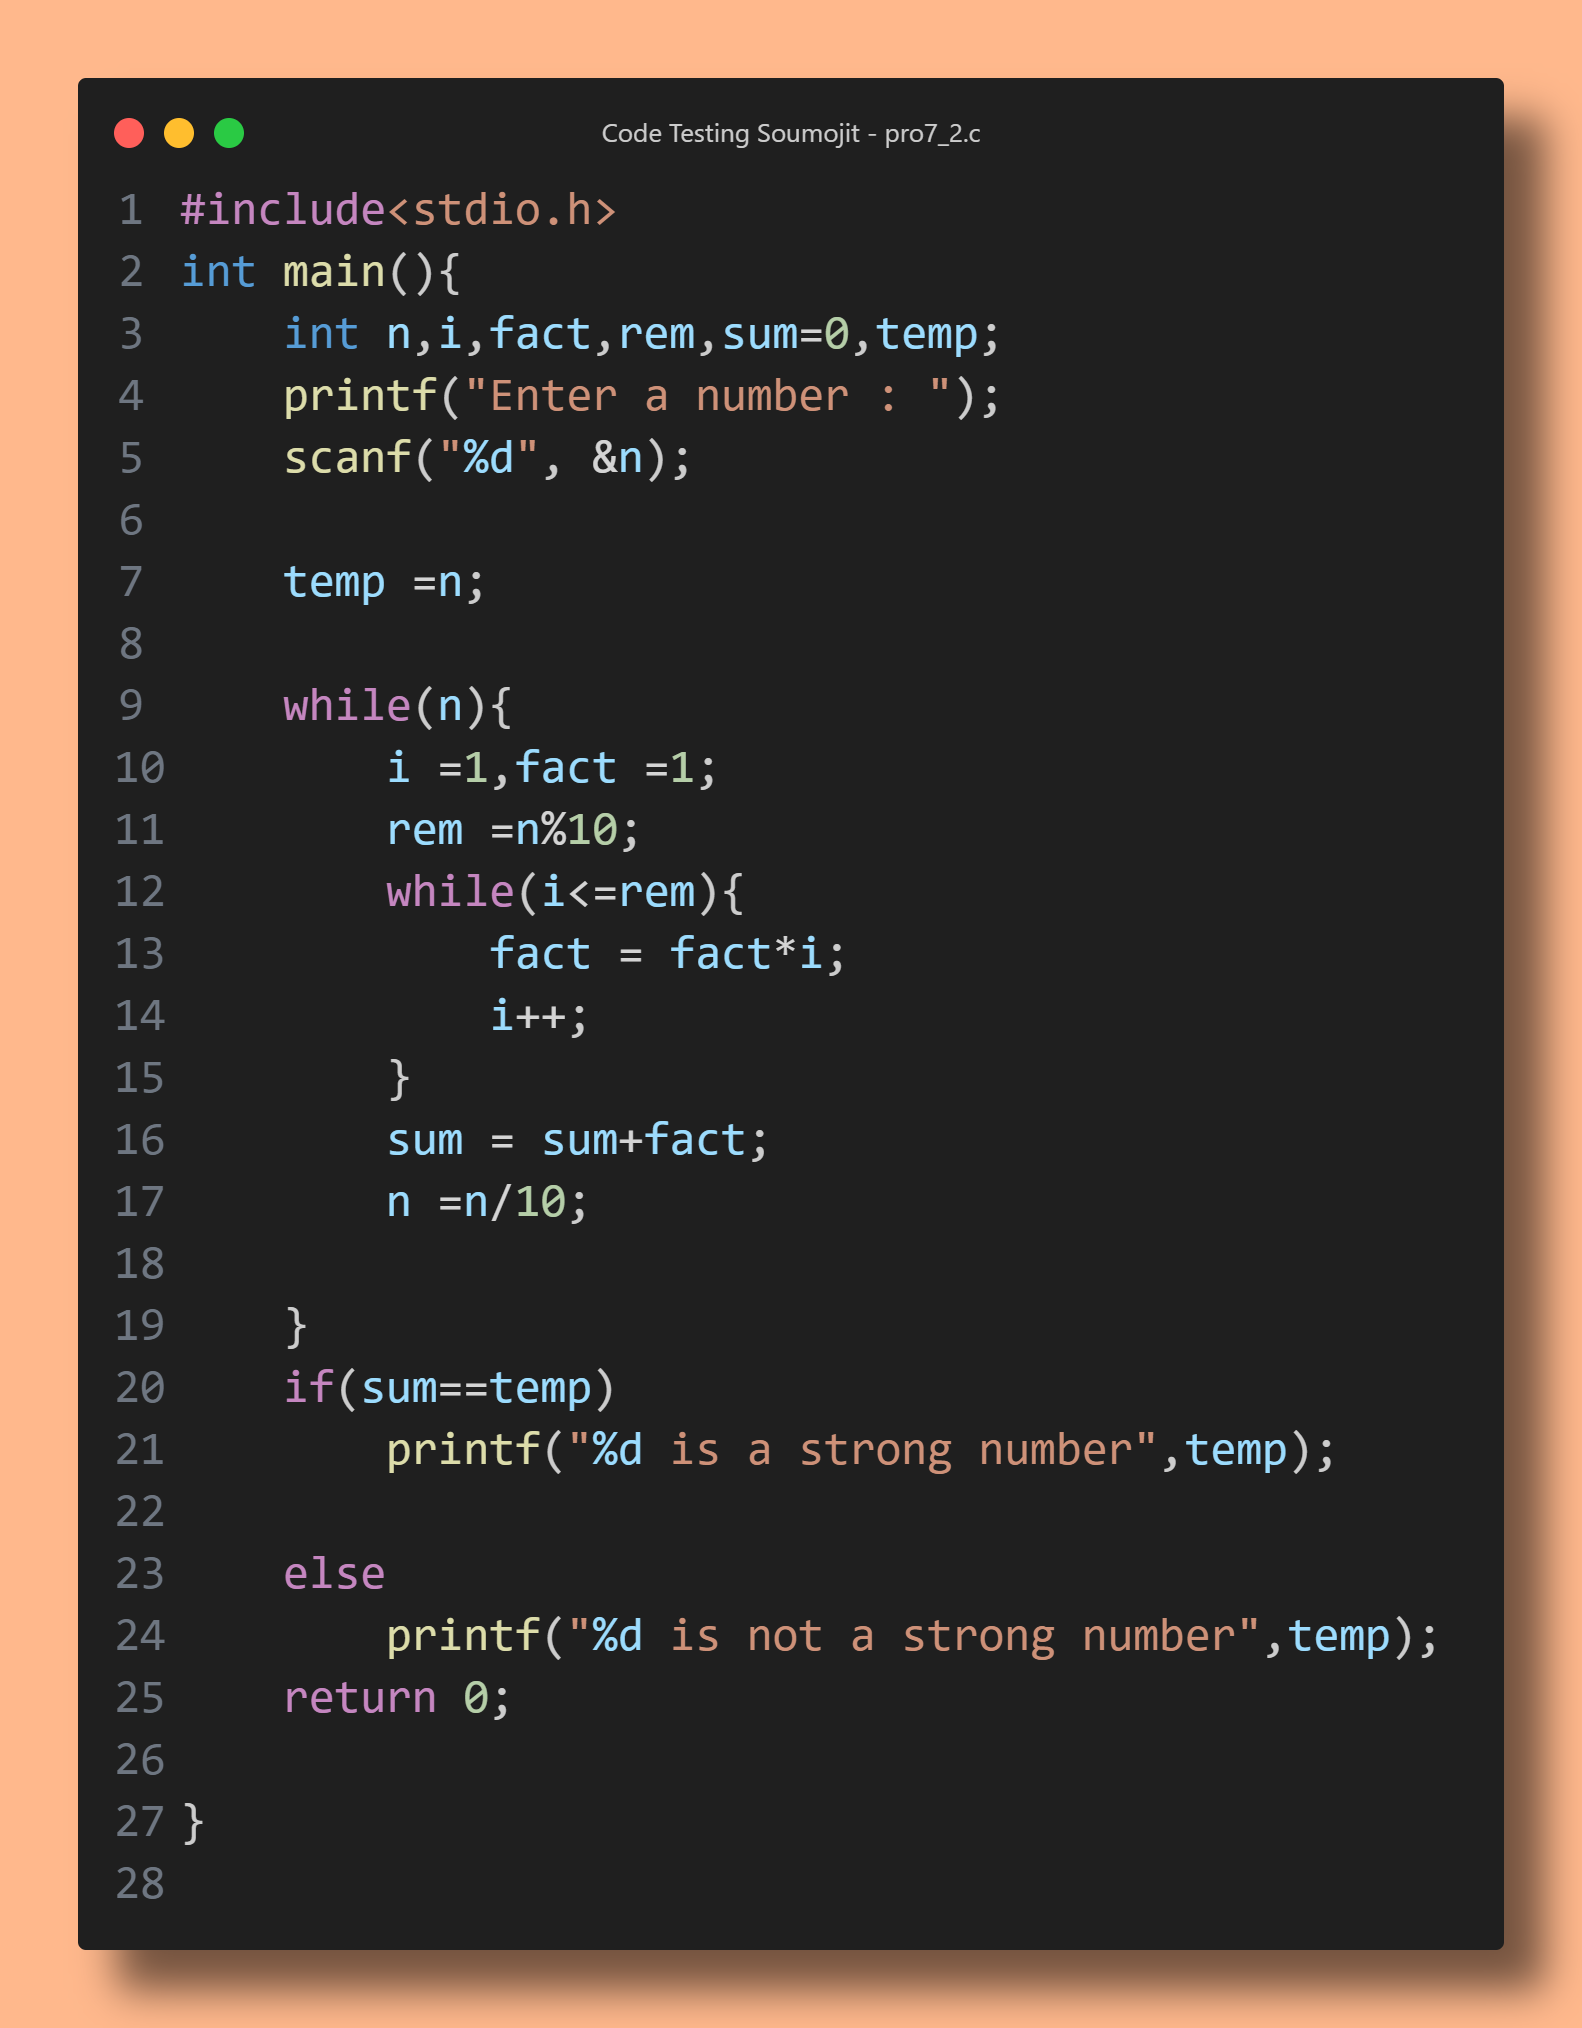 Code Testing Soumojit - pro7_2.c
1 #include<stdio.h>
2 int main(){
3     int n,i,fact,rem,sum=0,temp;
4     printf("Enter a number : ");
5     scanf("%d", &n);
6
7     temp =n;
8
9     while(n){
10         i =1,fact =1;
11         rem =n%10;
12         while(i<=rem){
13             fact = fact*i;
14             i++;
15         }
16         sum = sum+fact;
17         n =n/10;
18
19     }
20     if(sum==temp)
21         printf("%d is a strong number",temp);
22
23     else
24         printf("%d is not a strong number",temp);
25     return 0;
26
27 }
28